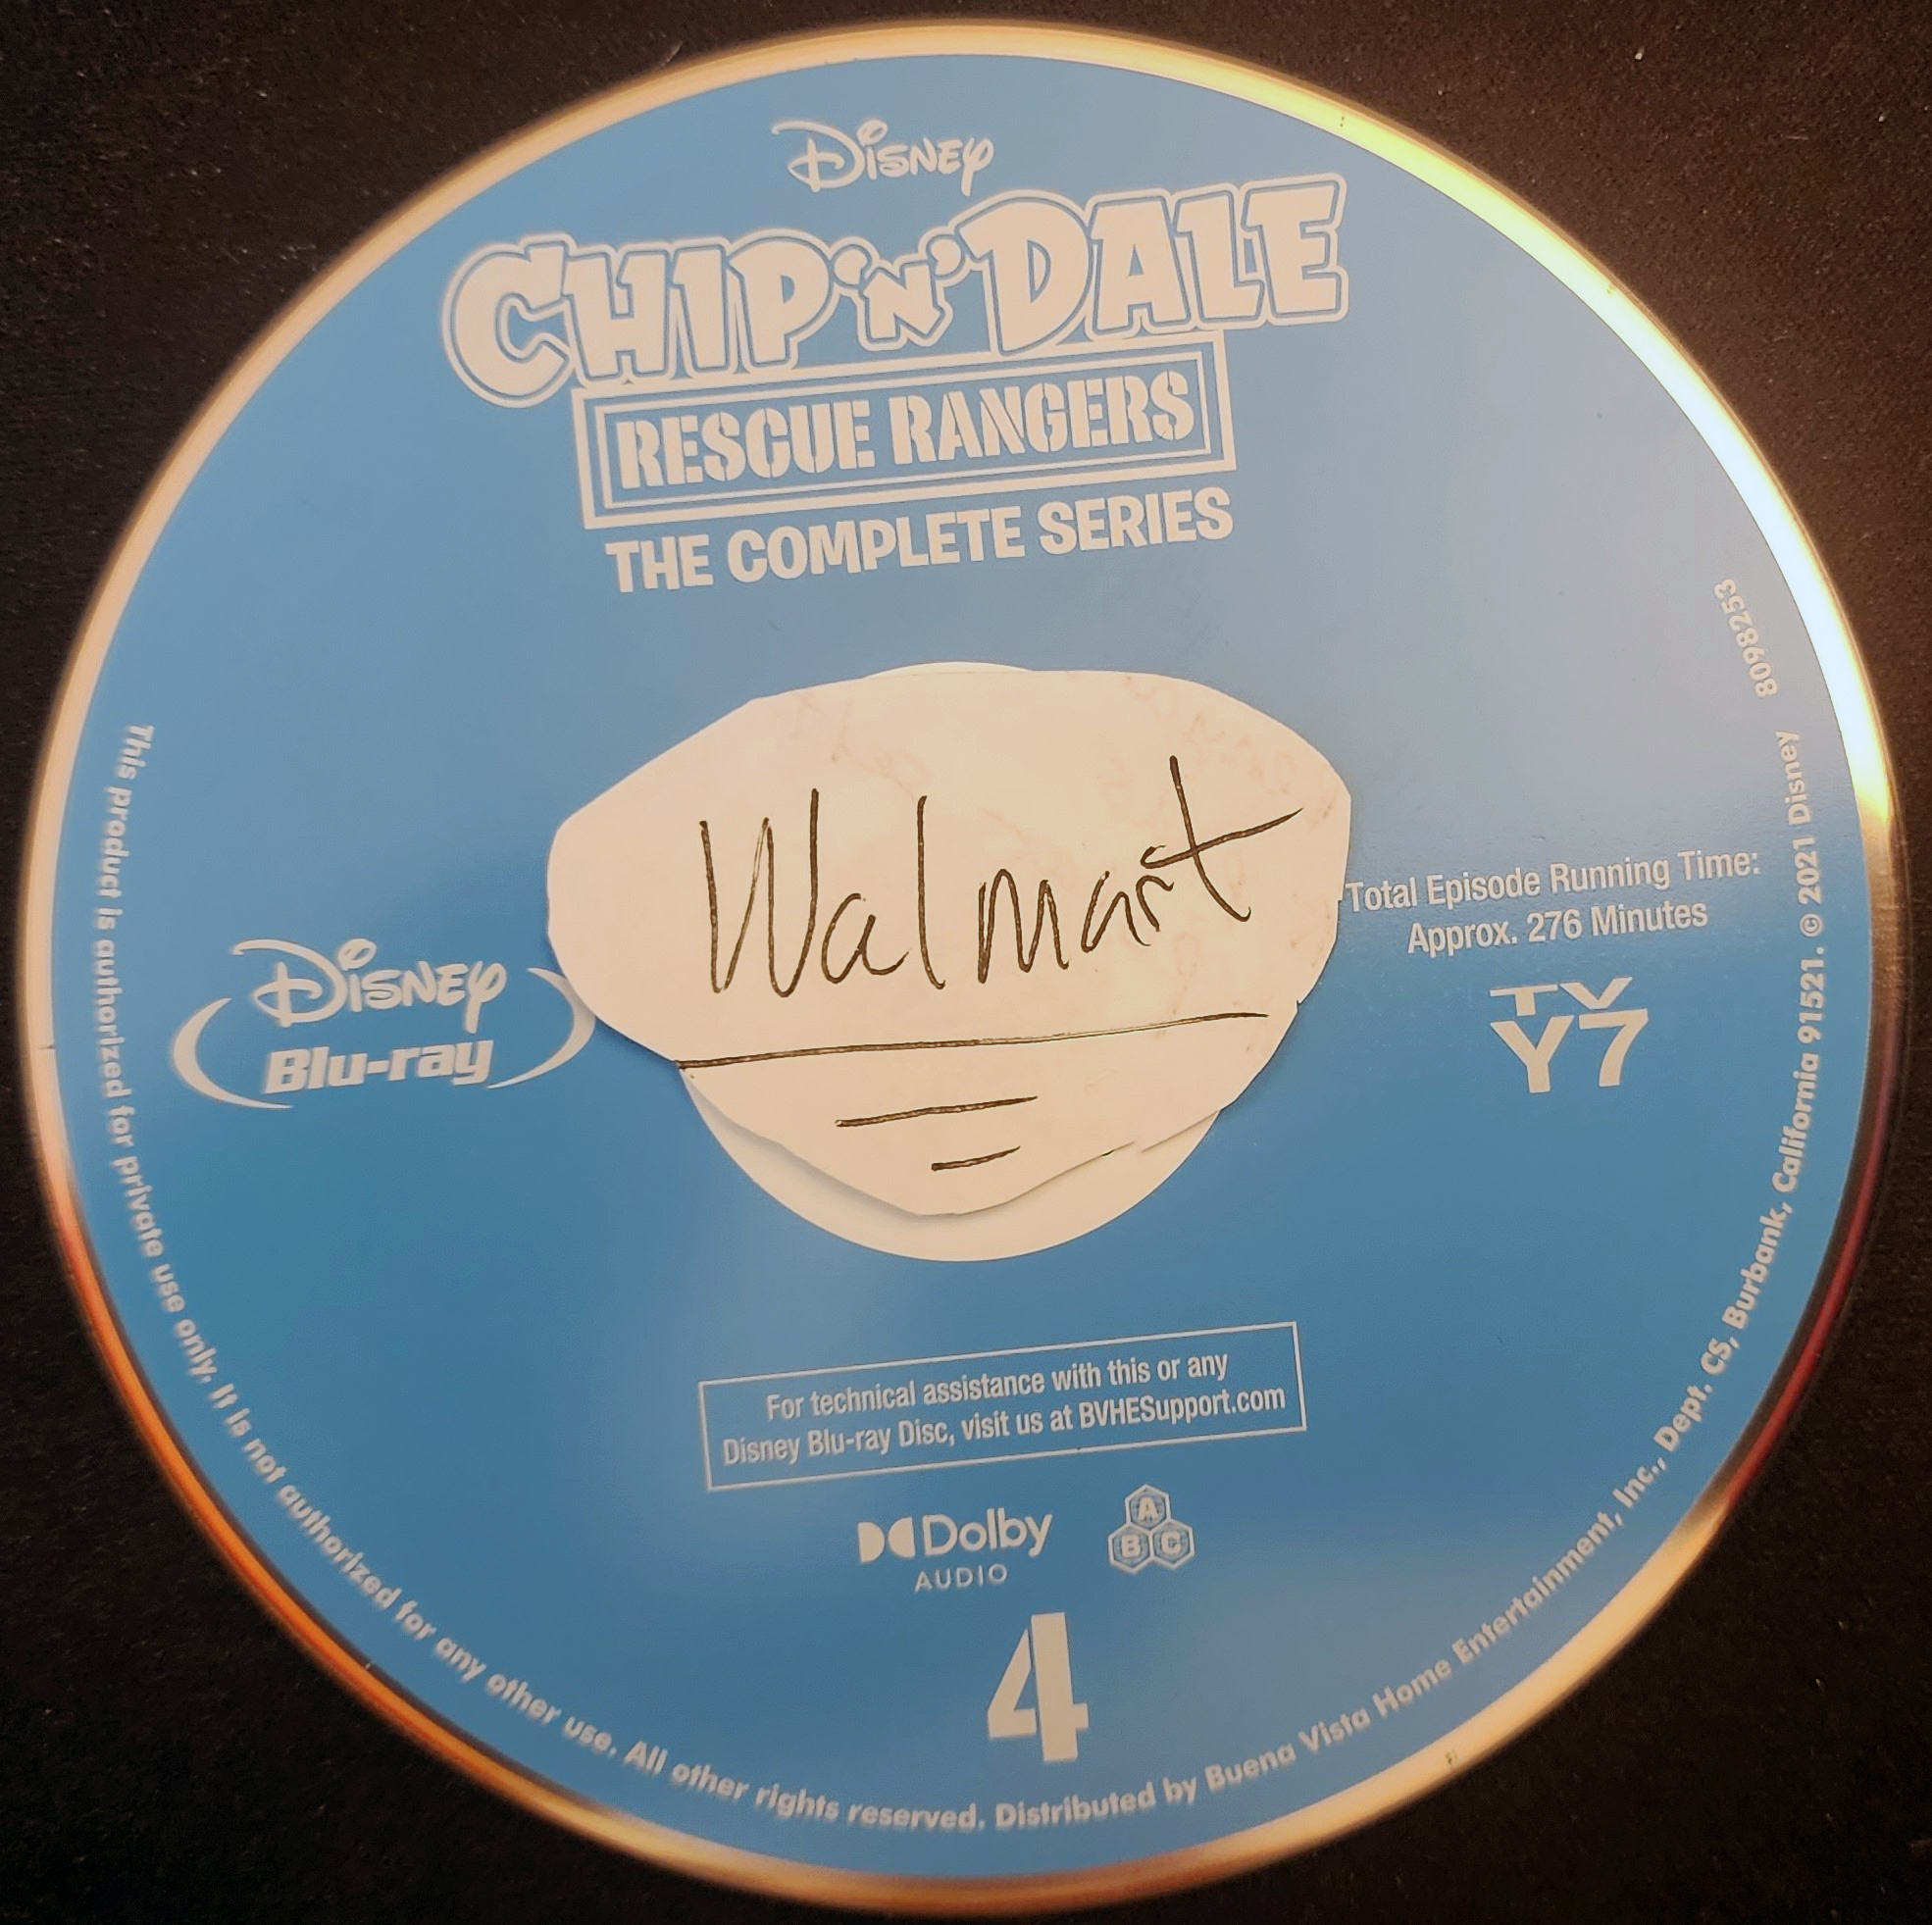 Disney
CHIP 'N' DALE
RESCUE RANGERS
THE COMPLETE SERIES
Walmart
Disney
Blu-ray
Total Episode Running Time:
Approx. 276 Minutes
TV
Y7
For technical assistance with this or any
Disney Blu-ray Disc, visit us at BVHESupport.com
Dolby
AUDIO
A
B C
4
This product is authorized for private use only. It is not authorized for any other use. All other rights reserved. Distributed by Buena Vista Home Entertainment, Inc., Dept. CS, Burbank, California 91521. © 2021 Disney 8098253